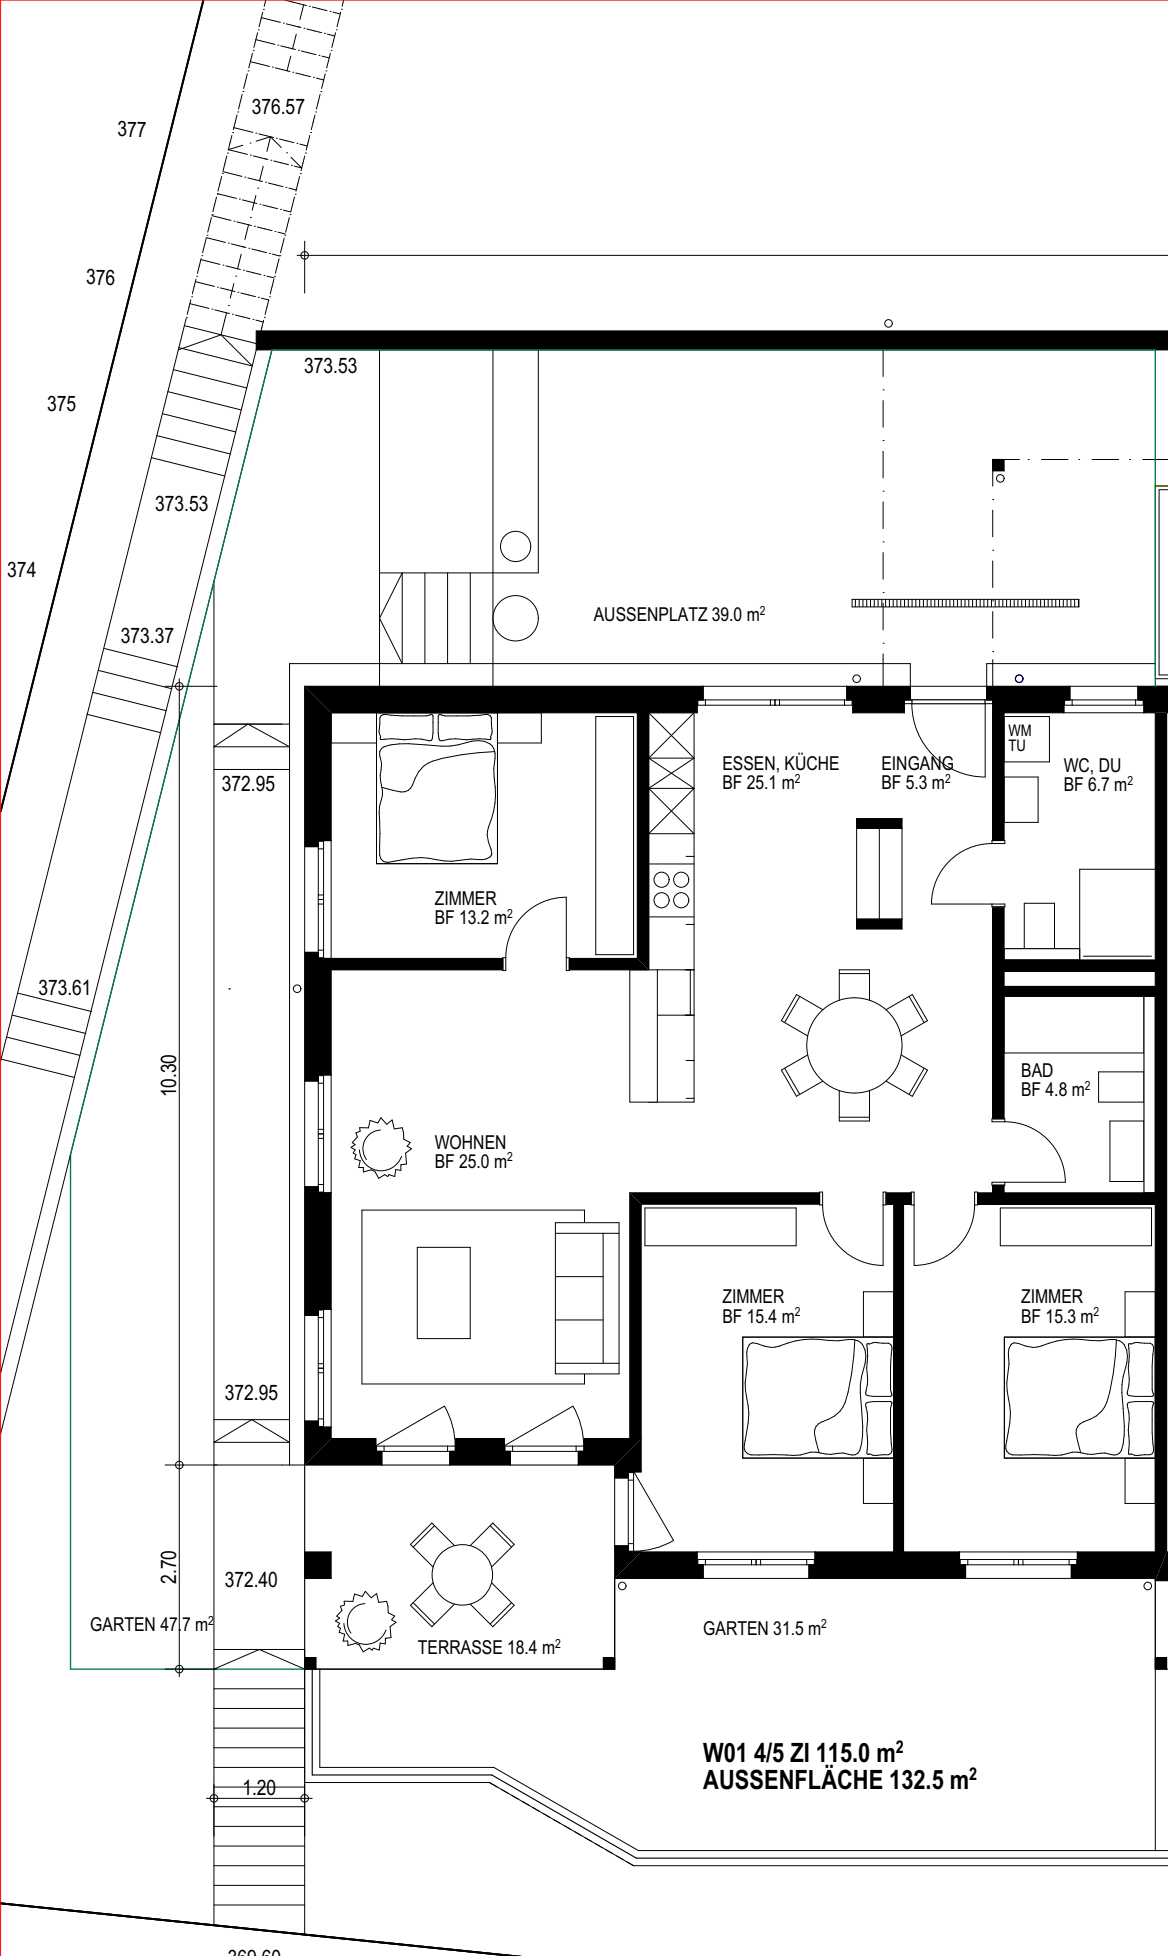 376.57
377
376
373.53
375
373.53
374
AUSSENPLATZ 39.0 m²
373.37
WM
TU
ESSEN, KÜCHE
BF 25.1 m²
EINGANG
BF 5.3 m²
WC, DU
BF 6.7 m²
372.95
ZIMMER
BF 13.2 m²
373.61
10.30
BAD
BF 4.8 m²
WOHNEN
BF 25.0 m²
ZIMMER
BF 15.4 m²
ZIMMER
BF 15.3 m²
372.95
2.70
372.40
GARTEN 47.7 m²
TERRASSE 18.4 m²
GARTEN 31.5 m²
W01 4/5 ZI 115.0 m²
AUSSENFLÄCHE 132.5 m²
1.20